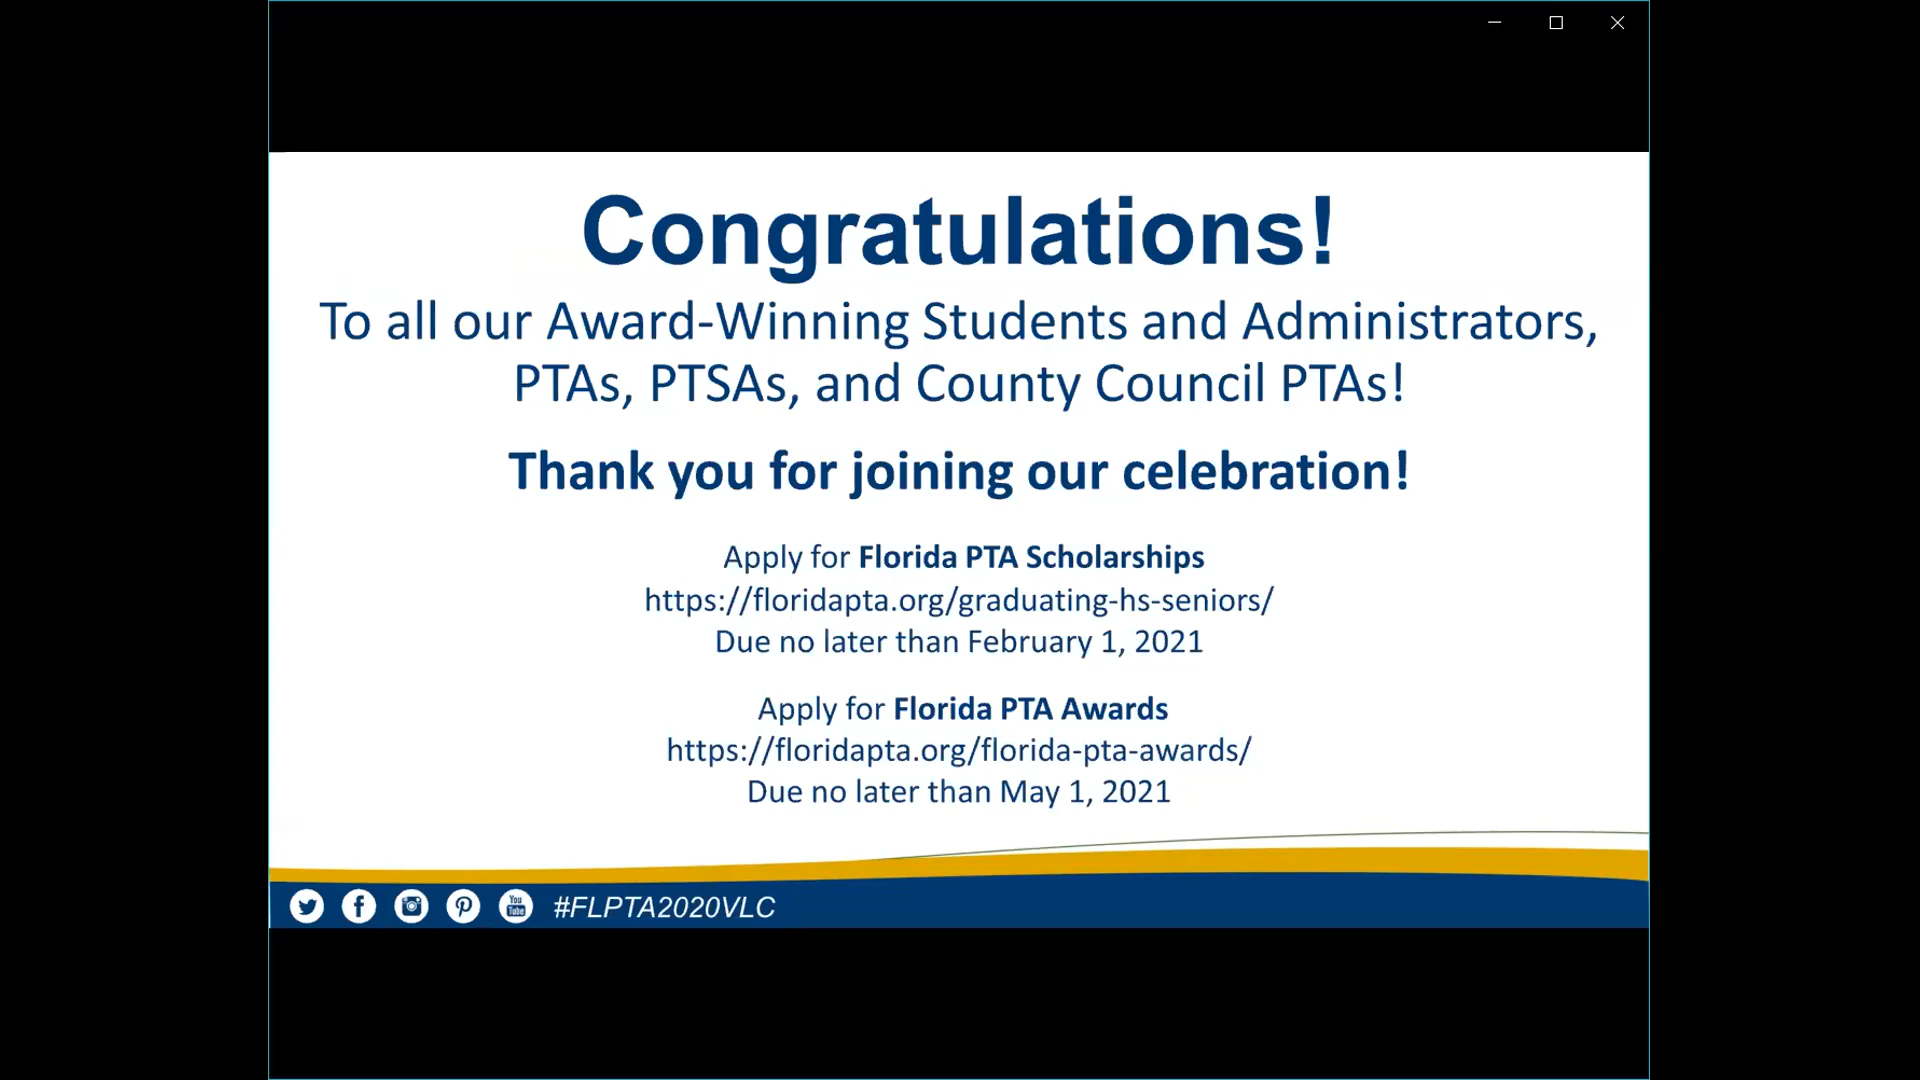 Congratulations!
To all our Award-Winning Students and Administrators,
PTAs, PTSAs, and County Council PTAs!
Thank you for joining our celebration!
Apply for Florida PTA Scholarships
https://floridapta.org/graduating-hs-seniors/
Due no later than February 1, 2021
Apply for Florida PTA Awards
https://floridapta.org/florida-pta-awards/
Due no later than May 1, 2021
You
Tube
#FLPTA2020VLC